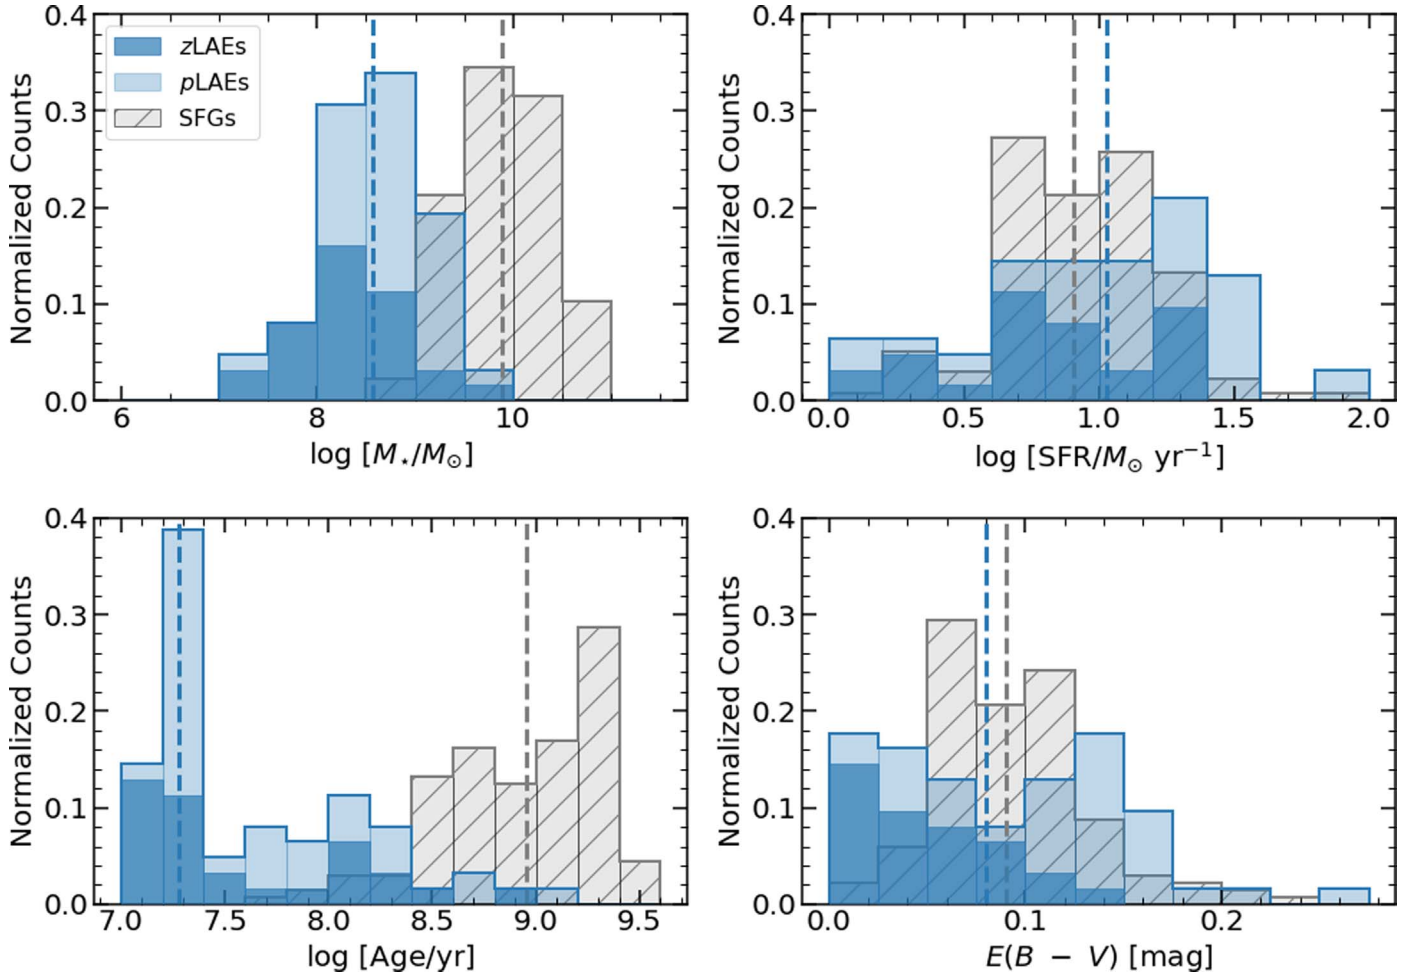 0.4
0.3
0.2
0.1
0.0
Normalized Counts
zLAEs
pLAEs
SFGs
6 8 10
log [M⋆/M⊙]
0.4
0.3
0.2
0.1
0.0
Normalized Counts
0.0 0.5 1.0 1.5 2.0
log [SFR/M⊙ yr⁻¹]
0.4
0.3
0.2
0.1
0.0
Normalized Counts
7.0 7.5 8.0 8.5 9.0 9.5
log [Age/yr]
0.4
0.3
0.2
0.1
0.0
Normalized Counts
0.0 0.1 0.2
E(B − V) [mag]